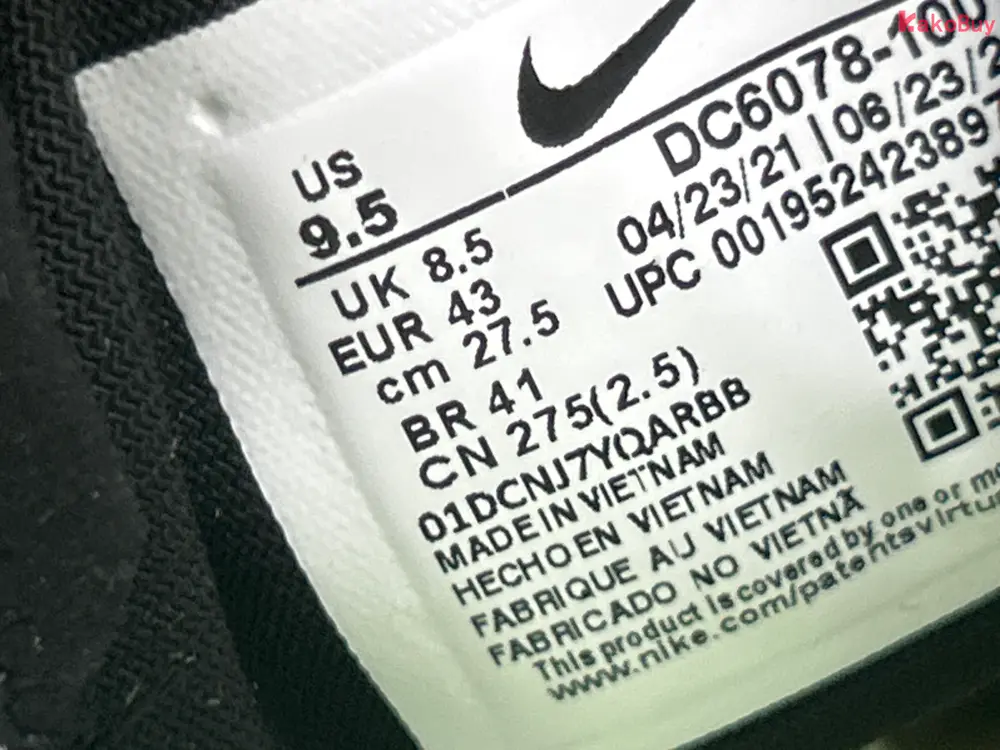 KakoBuy
US
9.5
DC6078-100
04/23/21 | 06/23/2
UPC 00195242389
UK 8.5
EUR 43
cm 27.5
BR 41
CN 275(2.5)
01DCNJ7YQARBB
MADE IN VIETNAM
HECHO EN VIETNAM
FABRIQUE AU VIETNAM
FABRICADO NO VIETNÃ
This product is covered by one or
www.nike.com/patents